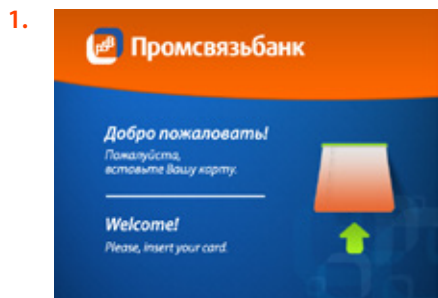 1.
Промсвязьбанк
Добро пожаловать!
Пожалуйста,
вставьте Вашу карту.
Welcome!
Please, insert your card.